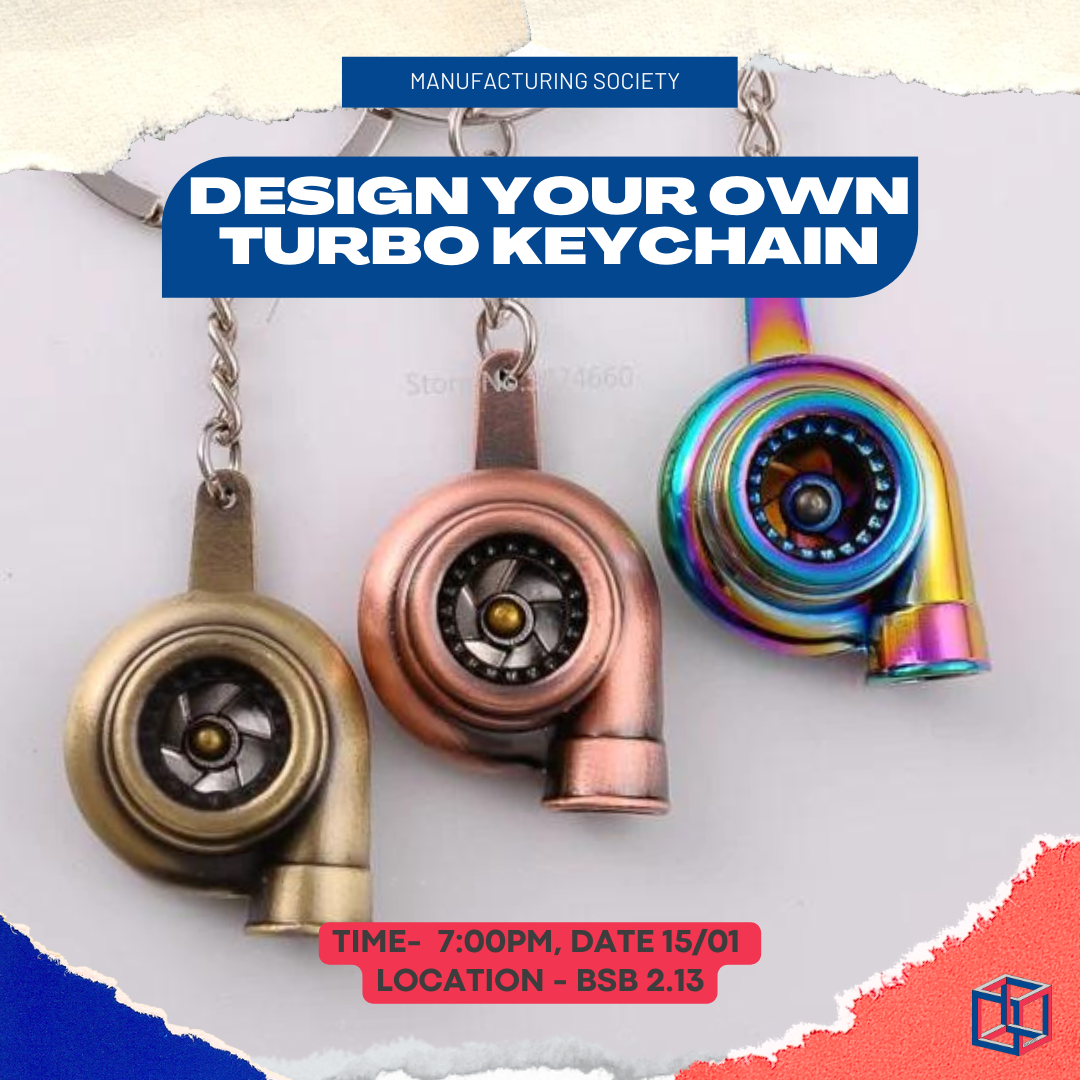 MANUFACTURING SOCIETY
DESIGN YOUR OWN
TURBO KEYCHAIN
TIME- 7:00PM, DATE 15/01
LOCATION - BSB 2.13